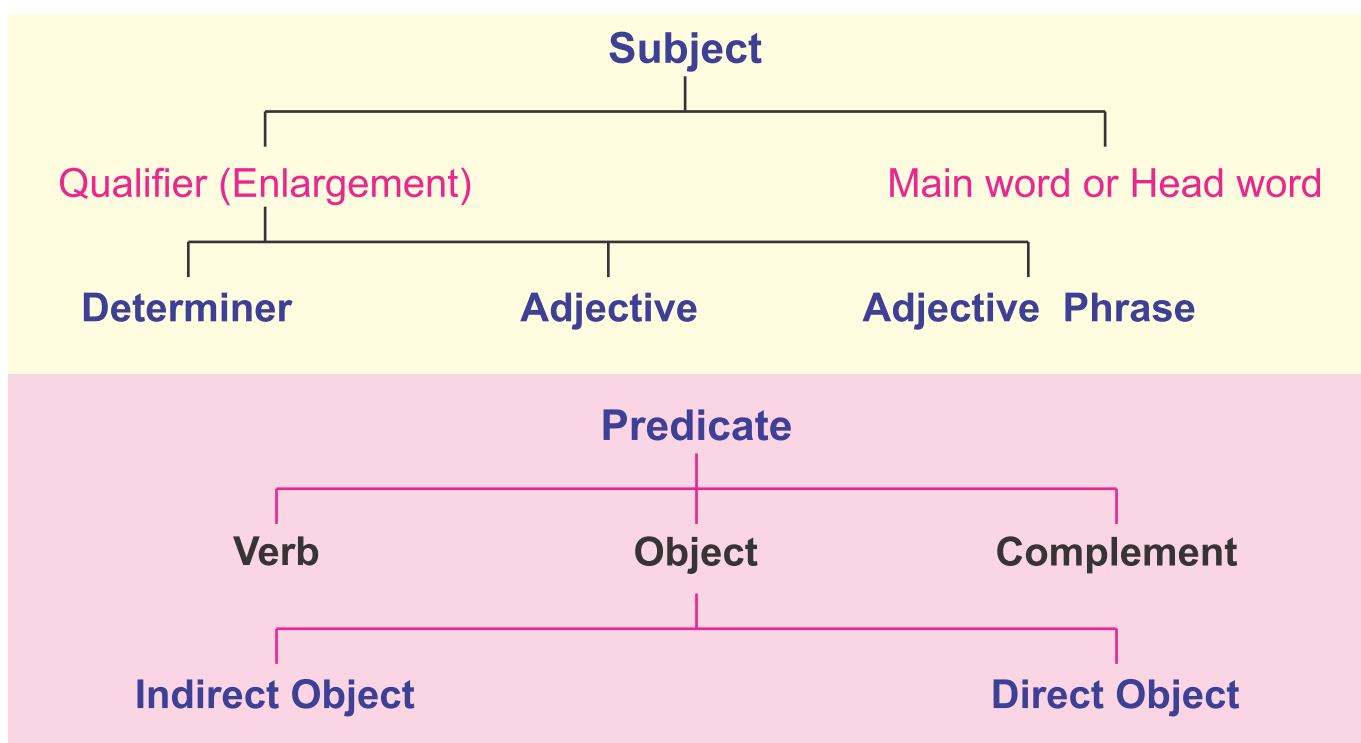 Subject
Qualifier (Enlargement) Main word or Head word
Determiner Adjective Adjective Phrase
Predicate
Verb Object Complement
Indirect Object Direct Object